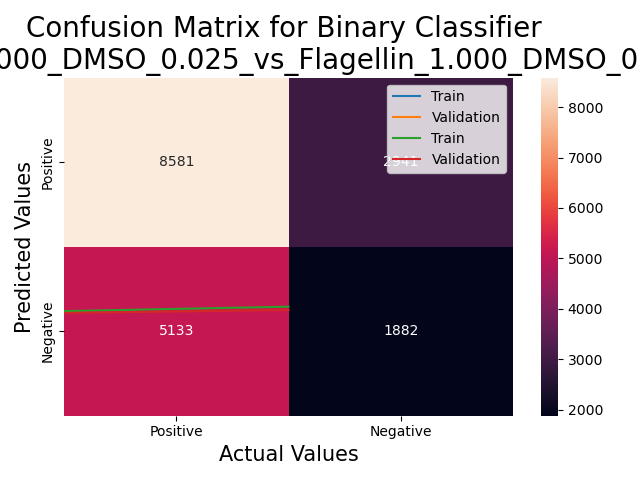 Confusion Matrix for Binary Classifier
000_DMSO_0.025_vs_Flagellin_1.000_DMSO_0
Train
Validation
Train
Validation
Positive
8581
Negative
5133
1882
Positive
Negative
Predicted Values
Actual Values
8000
7000
6000
5000
4000
3000
2000